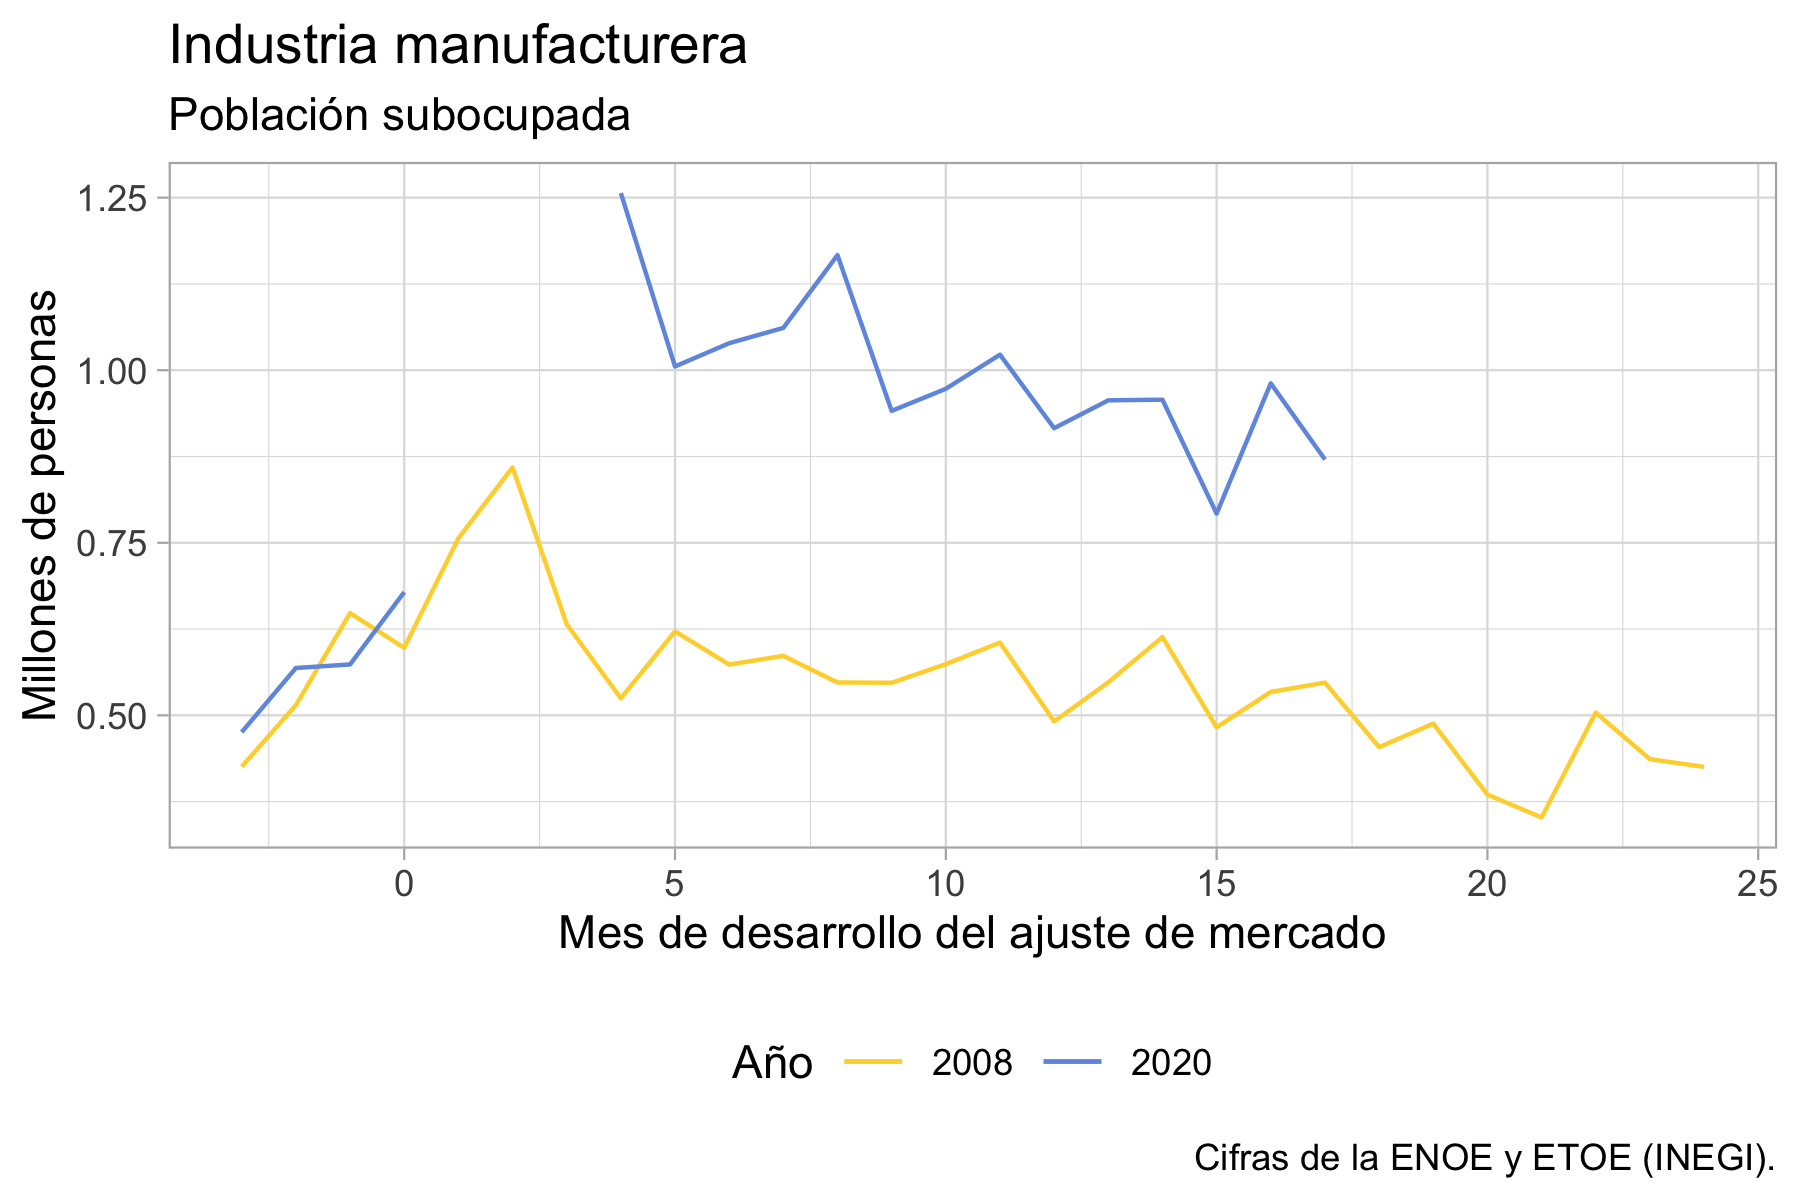 Industria manufacturera
Población subocupada
Millones de personas
1.25
1.00
0.75
0.50
0 5 10 15 20 25
Mes de desarrollo del ajuste de mercado
Año 2008 2020
Cifras de la ENOE y ETOE (INEGI).